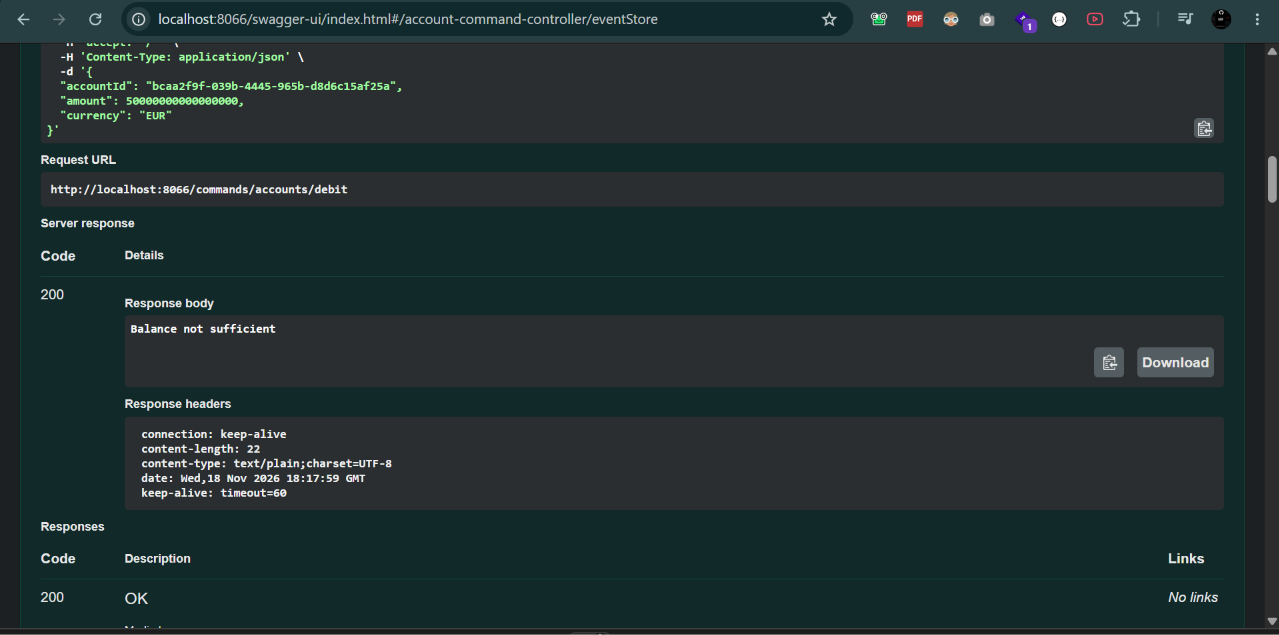 localhost:8066/swagger-ui/index.html#/account-command-controller/eventStore
PDF
1
-H 'accept: */*' \
-H 'Content-Type: application/json' \
-d '{
"accountId": "bcaa2f9f-039b-4445-965b-d8d6c15af25a",
"amount": 50000000000000000,
"currency": "EUR"
}'
Request URL
http://localhost:8066/commands/accounts/debit
Server response
Code Details
200
Response body
Balance not sufficient
Download
Response headers
connection: keep-alive
content-length: 22
content-type: text/plain;charset=UTF-8
date: Wed,18 Nov 2026 18:17:59 GMT
keep-alive: timeout=60
Responses
Code Description Links
200 OK No links